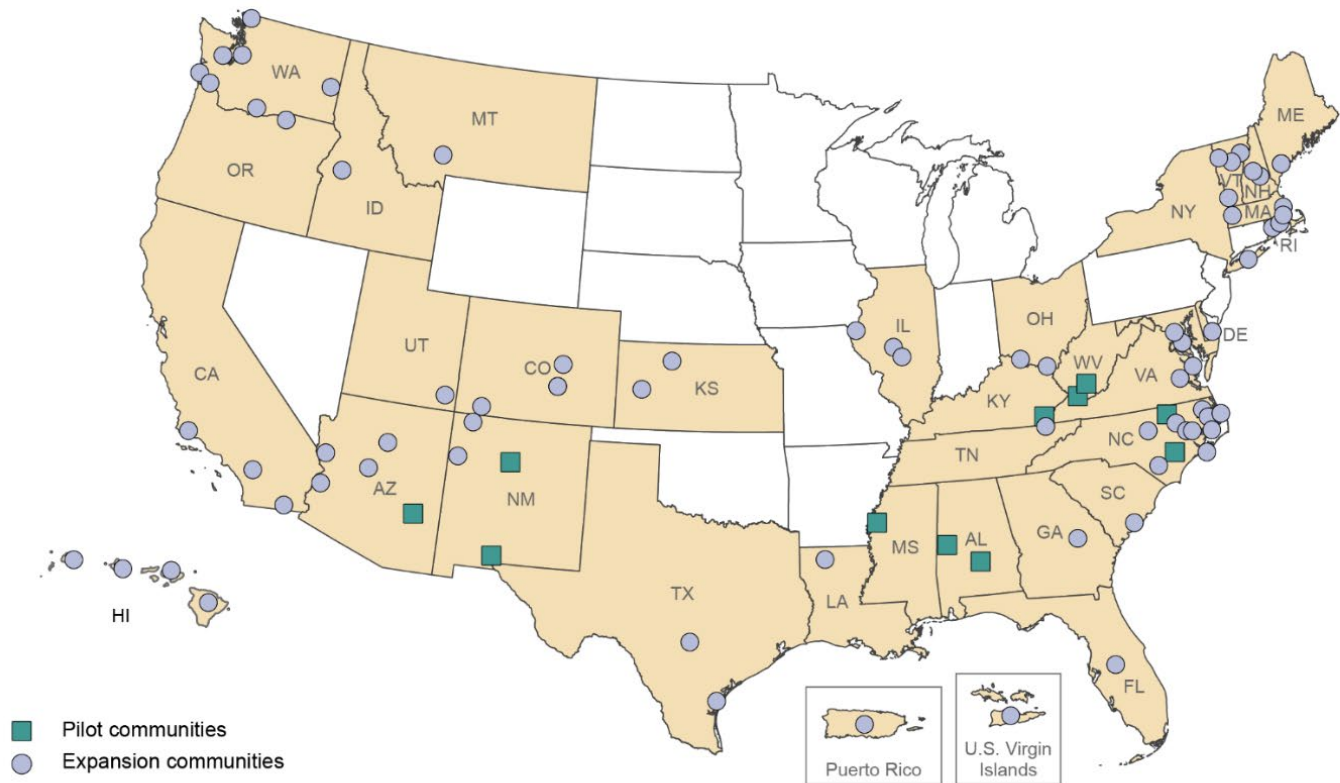 WA
MT
ME
OR
VT
NH
ID
NY
MA
RI
IL
OH
DE
UT
CO
WV
CA
KS
VA
KY
NC
TN
AZ
NM
SC
MS
AL
GA
TX
LA
HI
FL
Pilot communities
Expansion communities
Puerto Rico
U.S. Virgin
Islands